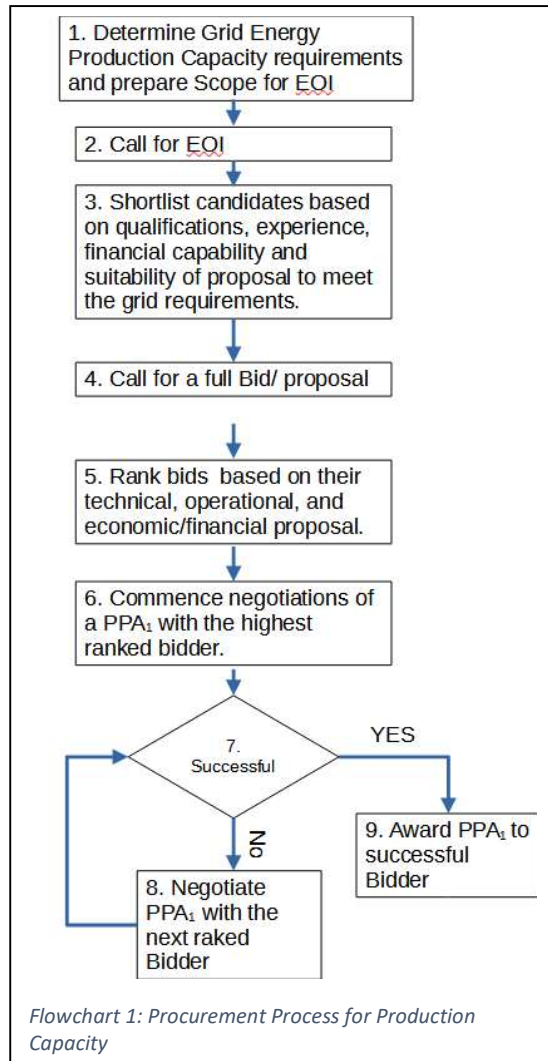 1. Determine Grid Energy
Production Capacity requirements
and prepare Scope for EOI
2. Call for EOI
3. Shortlist candidates based
on qualifications, experience,
financial capability and
suitability of proposal to meet
the grid requirements.
4. Call for a full Bid/ proposal
5. Rank bids based on their
technical, operational, and
economic/financial proposal.
6. Commence negotiations of
a PPA₁ with the highest
ranked bidder.
7.
Successful
YES
No
9. Award PPA₁ to
successful
Bidder
8. Negotiate
PPA₁ with the
next raked
Bidder
Flowchart 1: Procurement Process for Production
Capacity